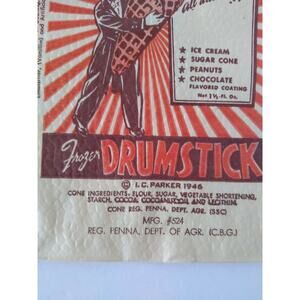 ★ ICE CREAM
★ SUGAR CONE
★ PEANUTS
★ CHOCOLATE
FLAVORED COATING
Frozen DRUMSTICK
© I. C. PARKER 1946
CONE INGREDIENTS: FLOUR, SUGAR, VEGETABLE SHORTENING,
STARCH, COCOA, COCOANUT OIL AND LECITHIN
CONE REG. PENNA. DEPT. AGR. (SSC)
MFG. #524
REG. PENNA. DEPT. OF AGR. (C.B.G.)